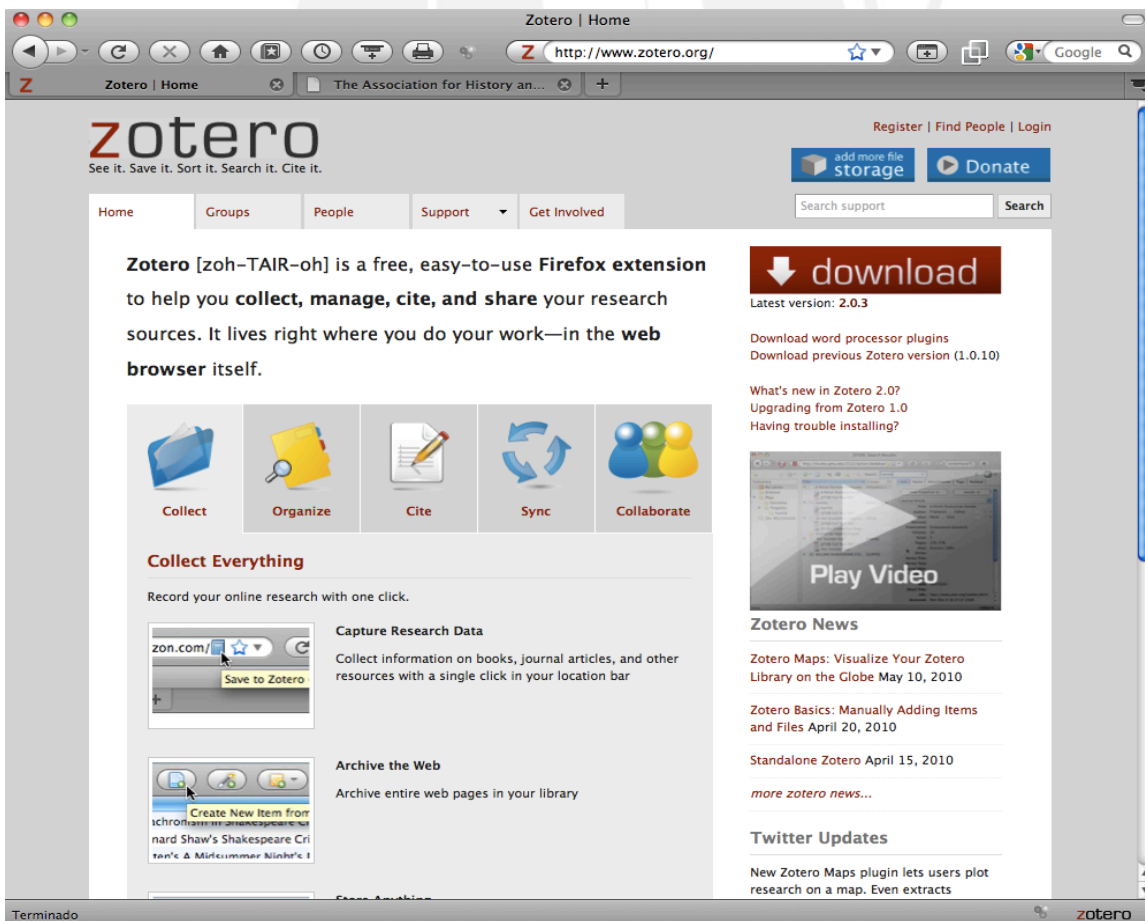 Zotero | Home
http://www.zotero.org/
Google
Zotero | Home
The Association for History an...
zotero
See it. Save it. Sort it. Search it. Cite it.
Register | Find People | Login
add more file
storage
Donate
Home
Groups
People
Support
Get Involved
Search support
Search
Zotero [zoh-TAIR-oh] is a free, easy-to-use Firefox extension
to help you collect, manage, cite, and share your research
sources. It lives right where you do your work—in the web
browser itself.
Collect
Organize
Cite
Sync
Collaborate
Collect Everything
Record your online research with one click.
zon.com/
Save to Zotero
Capture Research Data
Collect information on books, journal articles, and other
resources with a single click in your location bar
Create New Item from
nard Shaw's Shakespeare Cri
Archive the Web
Archive entire web pages in your library
download
Latest version: 2.0.3
Download word processor plugins
Download previous Zotero version (1.0.10)
What's new in Zotero 2.0?
Upgrading from Zotero 1.0
Having trouble installing?
Play Video
Zotero News
Zotero Maps: Visualize Your Zotero
Library on the Globe May 10, 2010
Zotero Basics: Manually Adding Items
and Files April 20, 2010
Standalone Zotero April 15, 2010
more zotero news...
Twitter Updates
New Zotero Maps plugin lets users plot
research on a map. Even extracts
Terminado
zotero